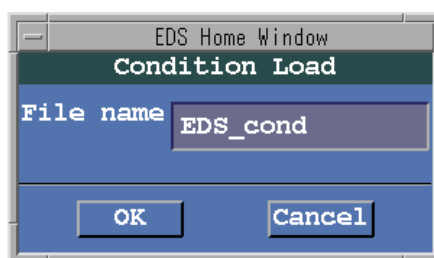 EDS Home Window
Condition Load
File name EDS_cond
OK Cancel